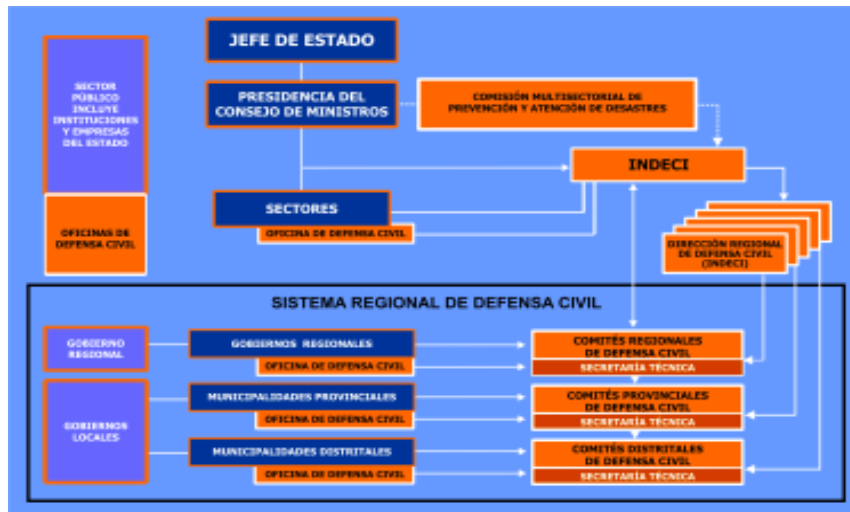 JEFE DE ESTADO
SECTOR
PÚBLICO
INCLUYE
INSTITUCIONES
Y EMPRESAS
DEL ESTADO
PRESIDENCIA DEL
CONSEJO DE MINISTROS
COMISIÓN MULTISECTORIAL DE
PREVENCIÓN Y ATENCIÓN DE DESASTRES
INDECI
SECTORES
OFICINA DE DEFENSA CIVIL
OFICINAS DE
DEFENSA CIVIL
DIRECCIÓN REGIONAL
DE DEFENSA CIVIL
(INDECI)
SISTEMA REGIONAL DE DEFENSA CIVIL
GOBIERNO
REGIONAL
GOBIERNOS REGIONALES
OFICINA DE DEFENSA CIVIL
COMITÉS REGIONALES
DE DEFENSA CIVIL
SECRETARÍA TÉCNICA
GOBIERNOS
LOCALES
MUNICIPALIDADES PROVINCIALES
OFICINA DE DEFENSA CIVIL
COMITÉS PROVINCIALES
DE DEFENSA CIVIL
SECRETARÍA TÉCNICA
MUNICIPALIDADES DISTRITALES
OFICINA DE DEFENSA CIVIL
COMITÉS DISTRITALES
DE DEFENSA CIVIL
SECRETARÍA TÉCNICA